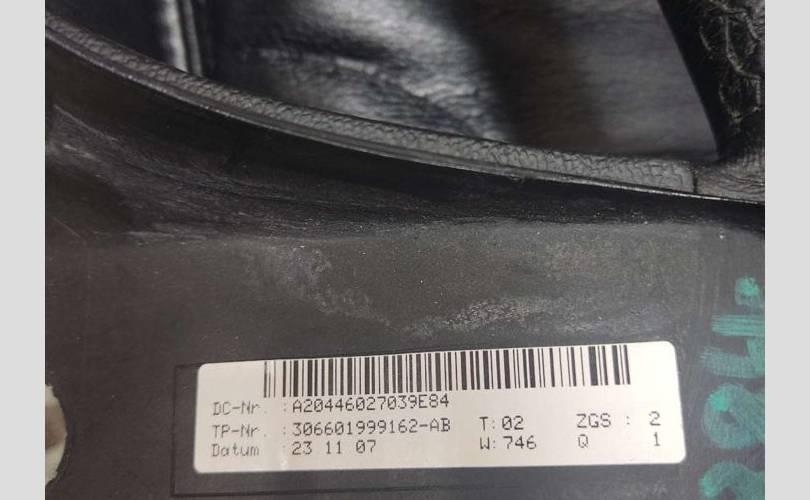 DC-Nr. :A20446027039E84
TP-Nr. :306601999162-AB T:02 ZGS : 2
Datum :23 11 07 W:746 Q 1